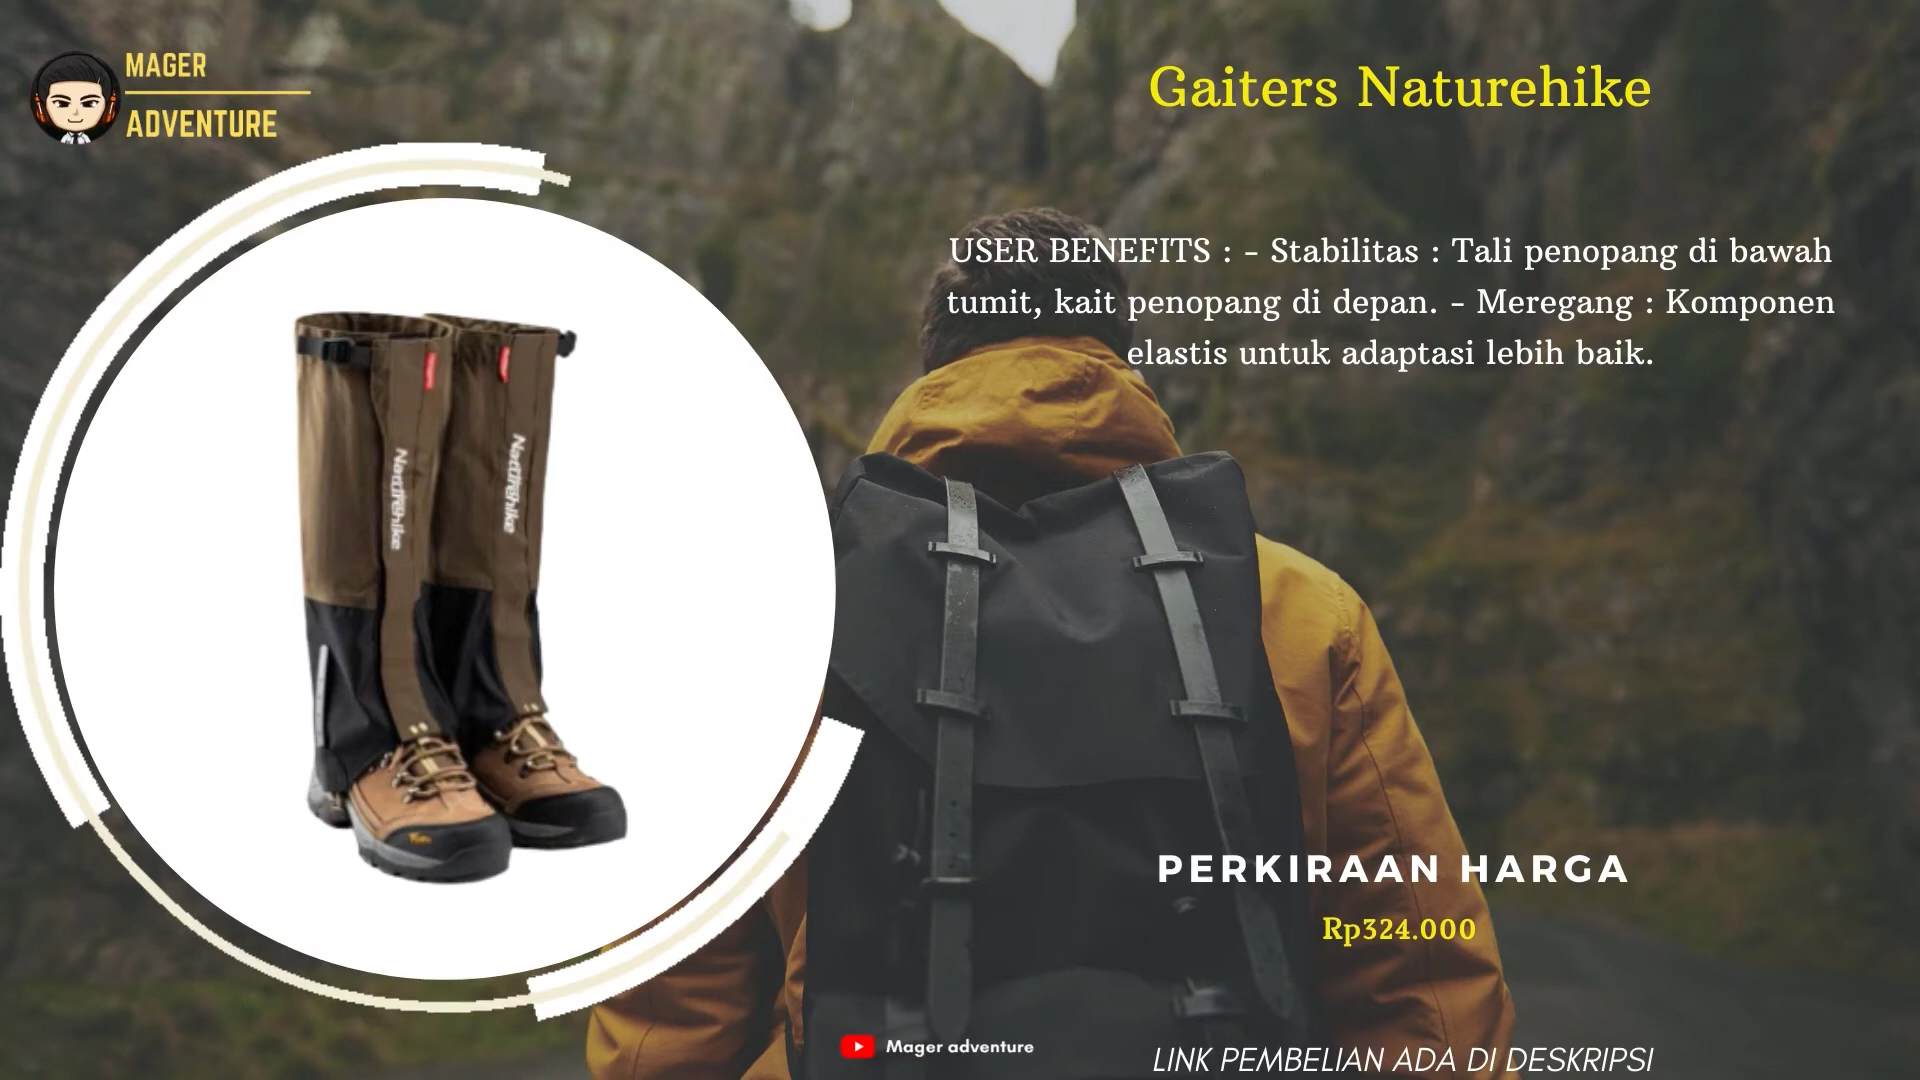 MAGER
ADVENTURE
Gaiters Naturehike
USER BENEFITS : - Stabilitas : Tali penopang di bawah
tumit, kait penopang di depan. - Meregang : Komponen
elastis untuk adaptasi lebih baik.
Naturehike
Naturehike
PERKIRAAN HARGA
Rp324.000
Mager adventure
LINK PEMBELIAN ADA DI DESKRIPSI